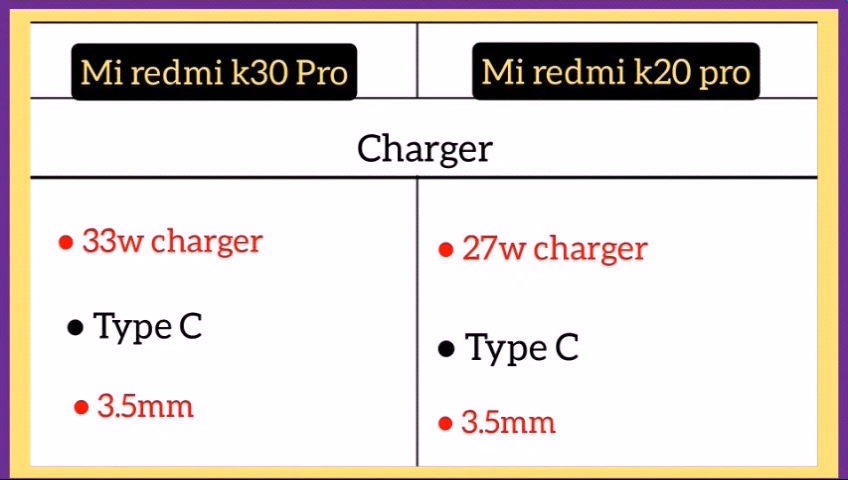 Mi redmi k30 Pro
Mi redmi k20 pro
Charger
• 33w charger
• Type C
• 3.5mm
• 27w charger
• Type C
• 3.5mm